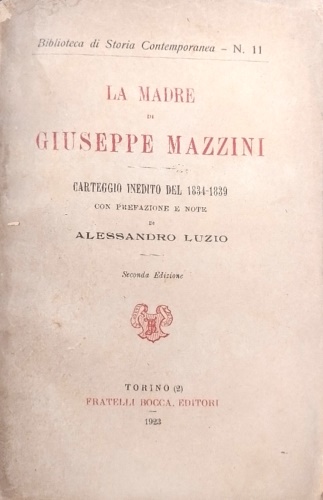 Biblioteca di Storia Contemporanea – N. 11
LA MADRE
DI
GIUSEPPE MAZZINI
CARTEGGIO INEDITO DEL 1834-1839
CON PREFAZIONE E NOTE
DI
ALESSANDRO LUZIO
Seconda Edizione
TORINO (2)
FRATELLI BOCCA, EDITORI
1923